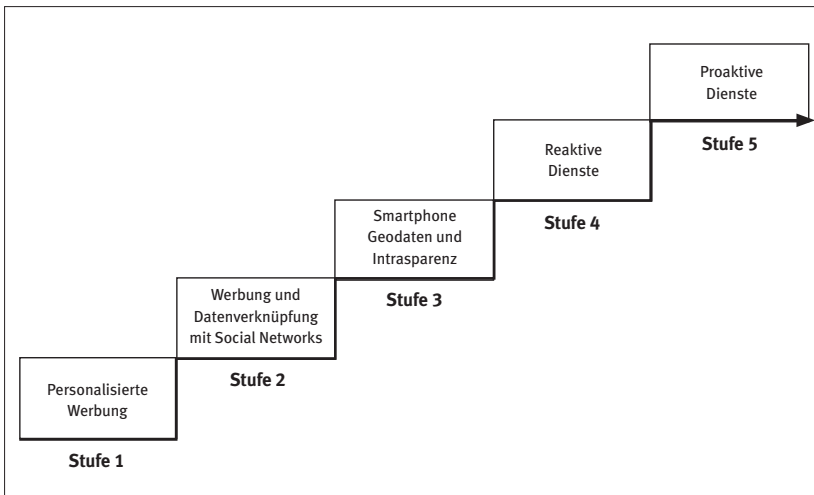 Proaktive
Dienste
Stufe 5
Reaktive
Dienste
Stufe 4
Smartphone
Geodaten und
Intrasparenz
Stufe 3
Werbung und
Datenverknüpfung
mit Social Networks
Stufe 2
Personalisierte
Werbung
Stufe 1